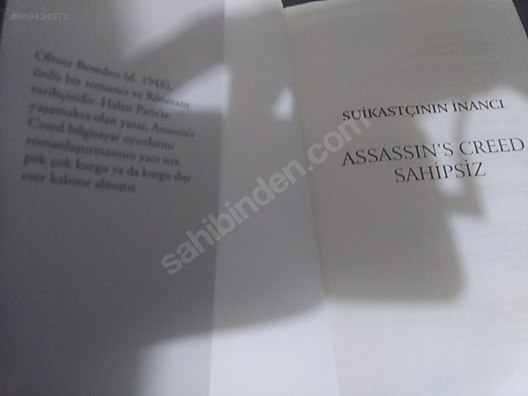 #969434370
Oliver Bowden (d. 1948),
ünlü bir romancı ve Rönesans
tarihçisidir. Halen Paris'te
yaşamakta olan yazar, Assassin's
Creed bilgisayar oyunlarını
romanlaştırmasının yanı sıra
pek çok kurgu ya da kurgu dışı
eser kaleme almıştır.
SUİKASTÇININ İNANCI
ASSASSIN'S CREED
SAHİPSİZ
sahibinden.com